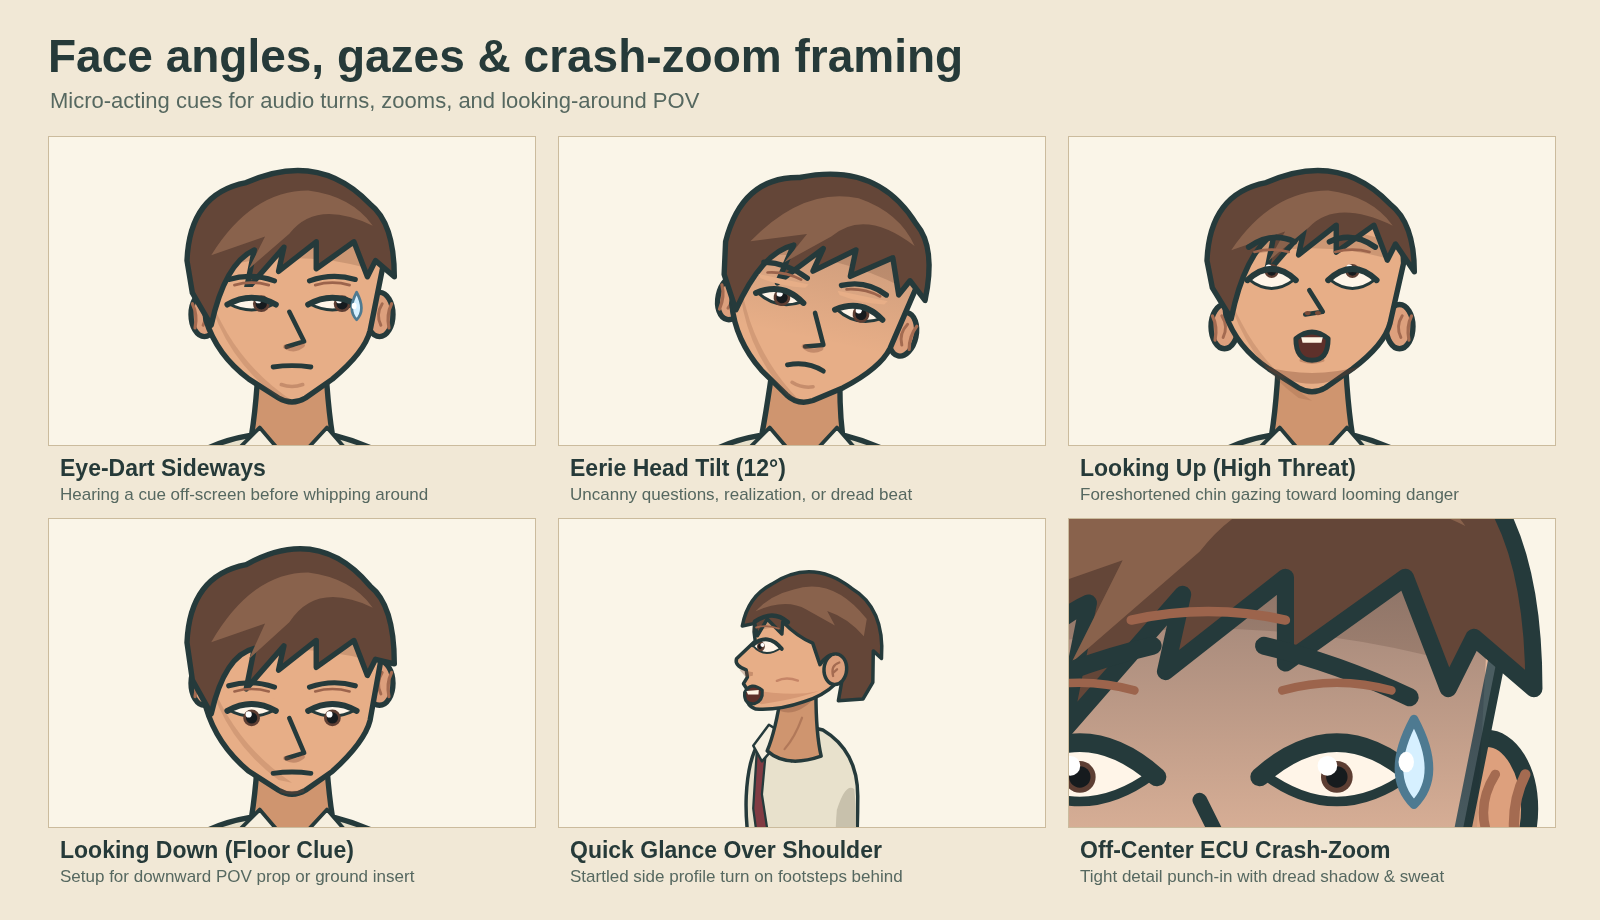 Face angles, gazes & crash-zoom framing
Micro-acting cues for audio turns, zooms, and looking-around POV
Eye-Dart Sideways
Hearing a cue off-screen before whipping around
Eerie Head Tilt (12°)
Uncanny questions, realization, or dread beat
Looking Up (High Threat)
Foreshortened chin gazing toward looming danger
Looking Down (Floor Clue)
Setup for downward POV prop or ground insert
Quick Glance Over Shoulder
Startled side profile turn on footsteps behind
Off-Center ECU Crash-Zoom
Tight detail punch-in with dread shadow & sweat